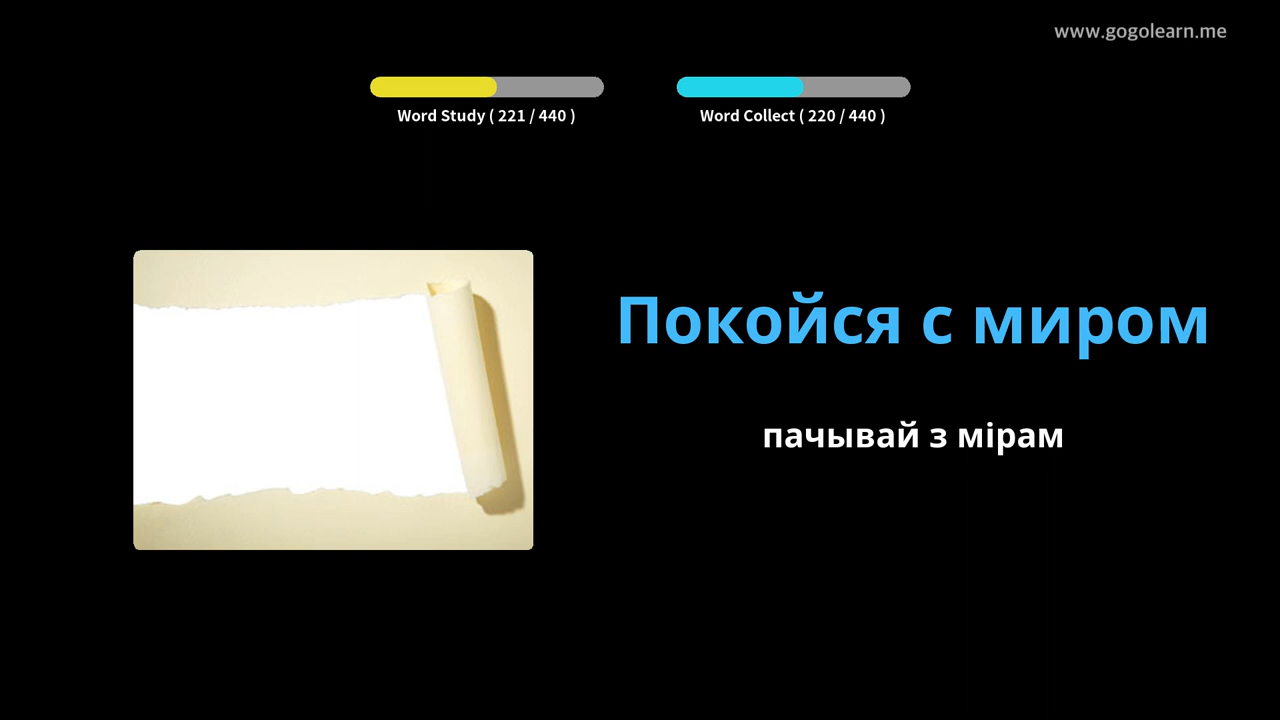 www.gogolearn.me
Word Study ( 221 / 440 )
Word Collect ( 220 / 440 )
Покойся с миром
пачывай з мірам